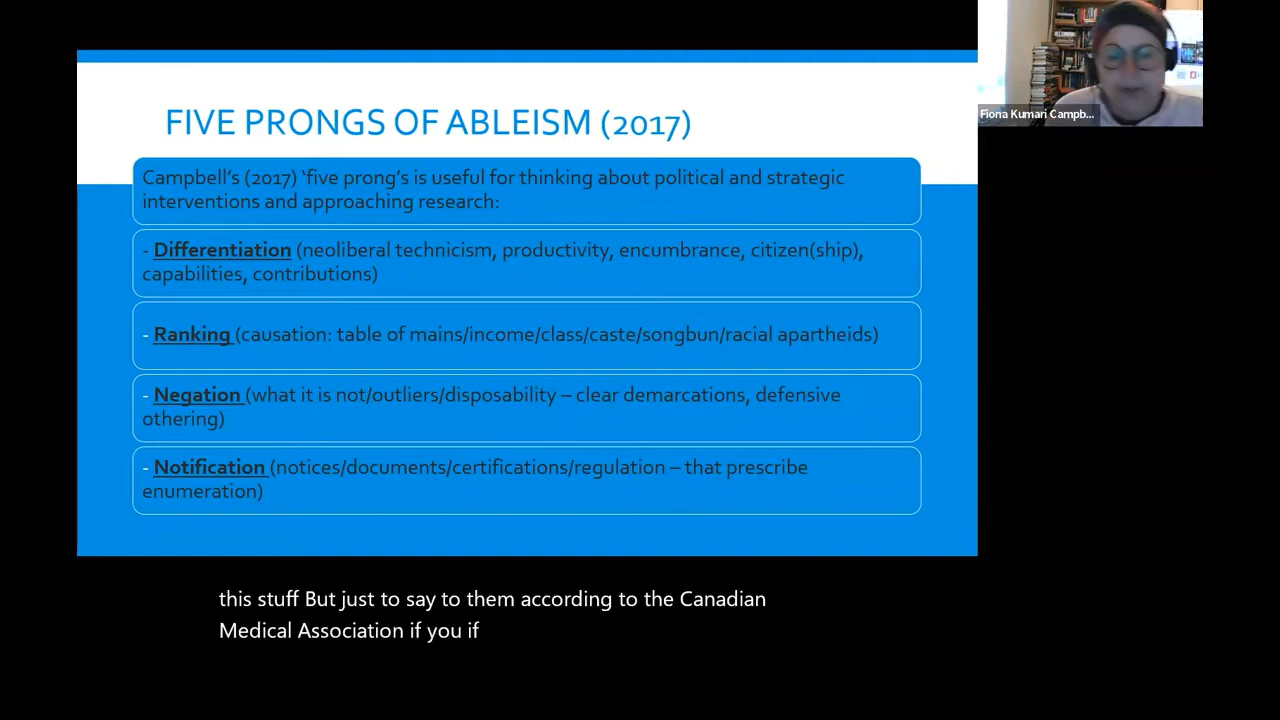 FIVE PRONGS OF ABLEISM (2017)
Fiona Kumari Campb...
Campbell's (2017) 'five prong's is useful for thinking about political and strategic
interventions and approaching research:
- Differentiation (neoliberal technicism, productivity, encumbrance, citizen(ship),
capabilities, contributions)
- Ranking (causation: table of mains/income/class/caste/songbun/racial apartheids)
- Negation (what it is not/outliers/disposability – clear demarcations, defensive
othering)
- Notification (notices/documents/certifications/regulation – that prescribe
enumeration)
this stuff But just to say to them according to the Canadian
Medical Association if you if